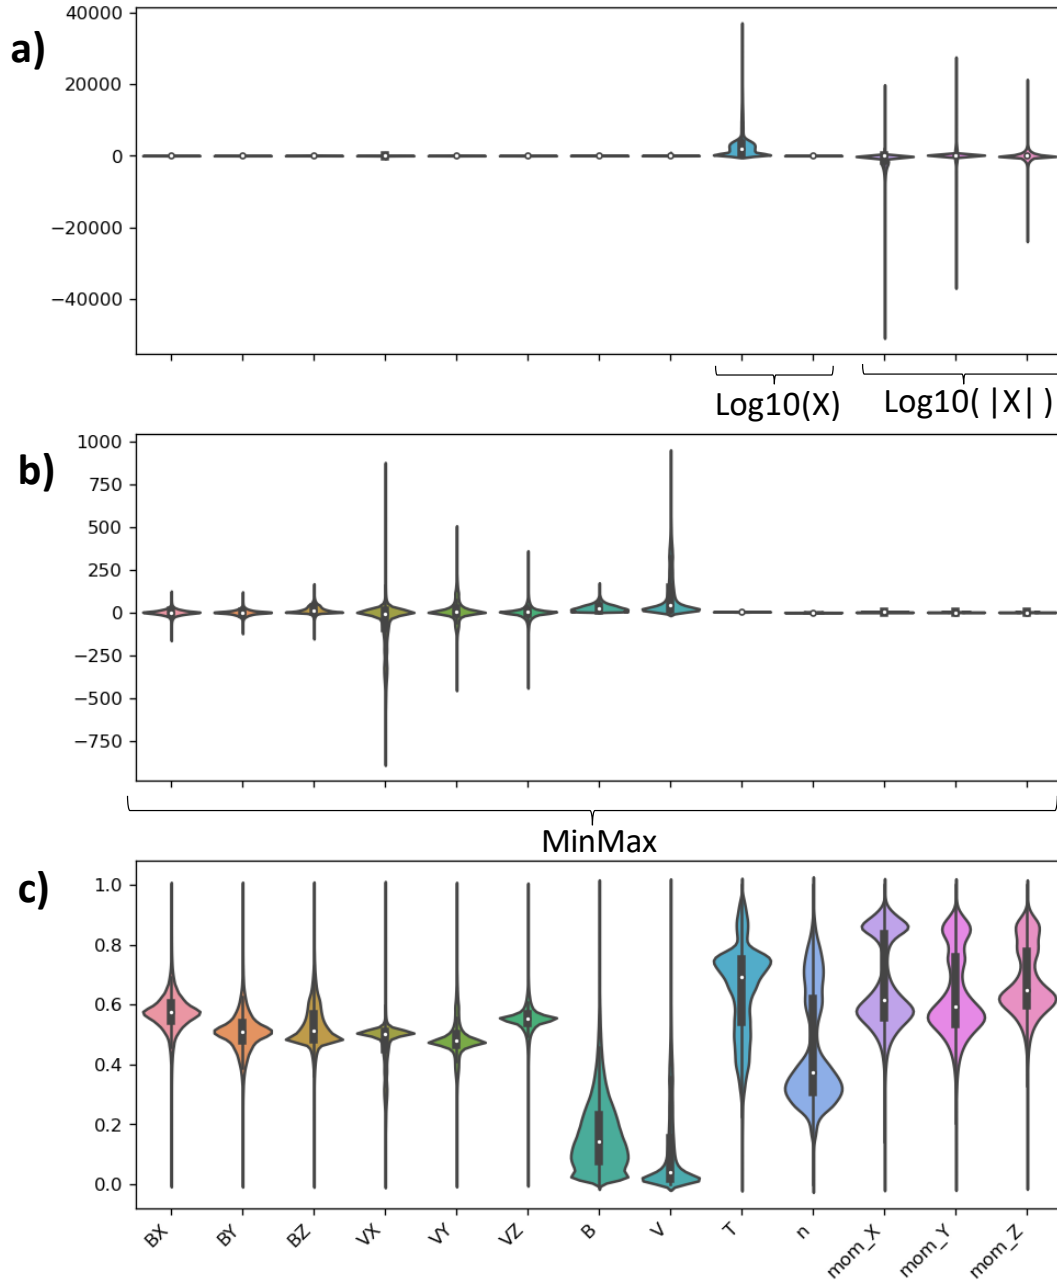 a)
40000
20000
0
−20000
−40000
Log10(X)
Log10( |X| )
b)
1000
750
500
250
0
−250
−500
−750
MinMax
c)
1.0
0.8
0.6
0.4
0.2
0.0
BX
BY
BZ
VX
VY
VZ
B
V
T
n
mom_X
mom_Y
mom_Z